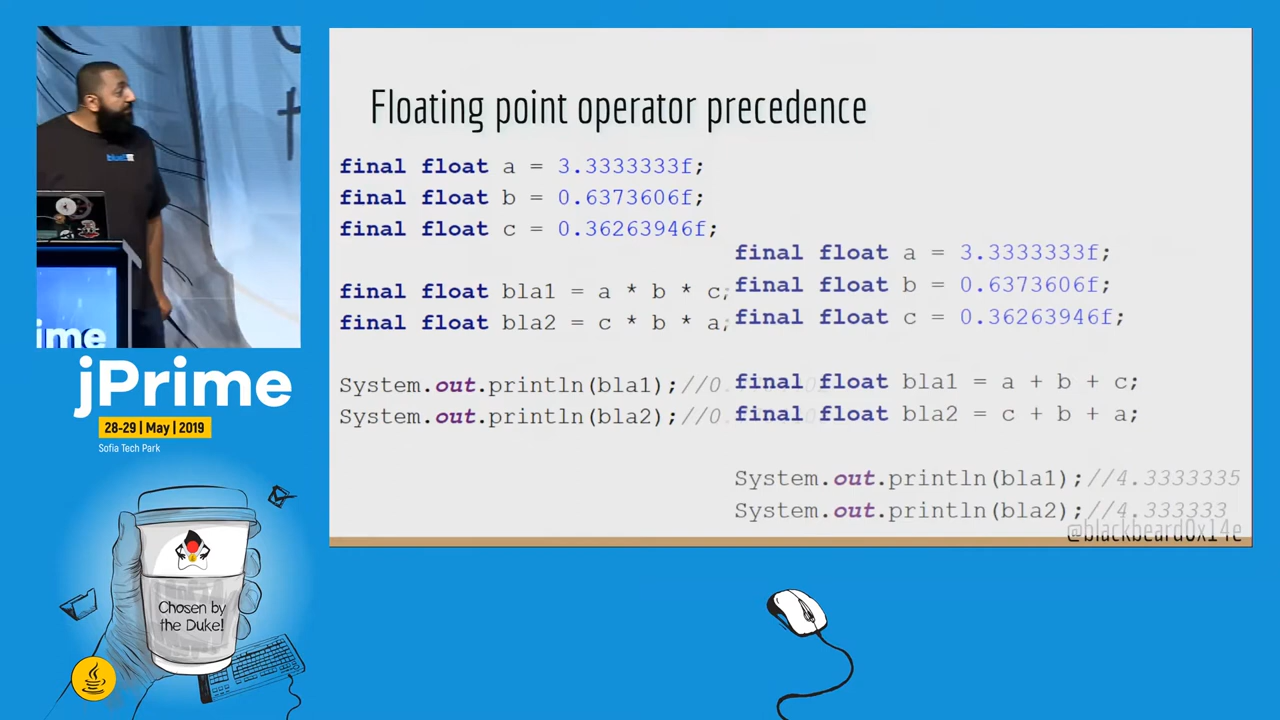 Floating point operator precedence
final float a = 3.3333333f;
final float b = 0.6373606f;
final float c = 0.36263946f;
final float bla1 = a * b * c;
final float bla2 = c * b * a;
System.out.println(bla1);//0.
System.out.println(bla2);//0.
final float a = 3.3333333f;
final float b = 0.6373606f;
final float c = 0.36263946f;
final float bla1 = a + b + c;
final float bla2 = c + b + a;
System.out.println(bla1);//4.3333335
System.out.println(bla2);//4.333333
@blackbeard0x14e
jPrime
28-29 | May | 2019
Sofia Tech Park
Chosen by
the Duke!